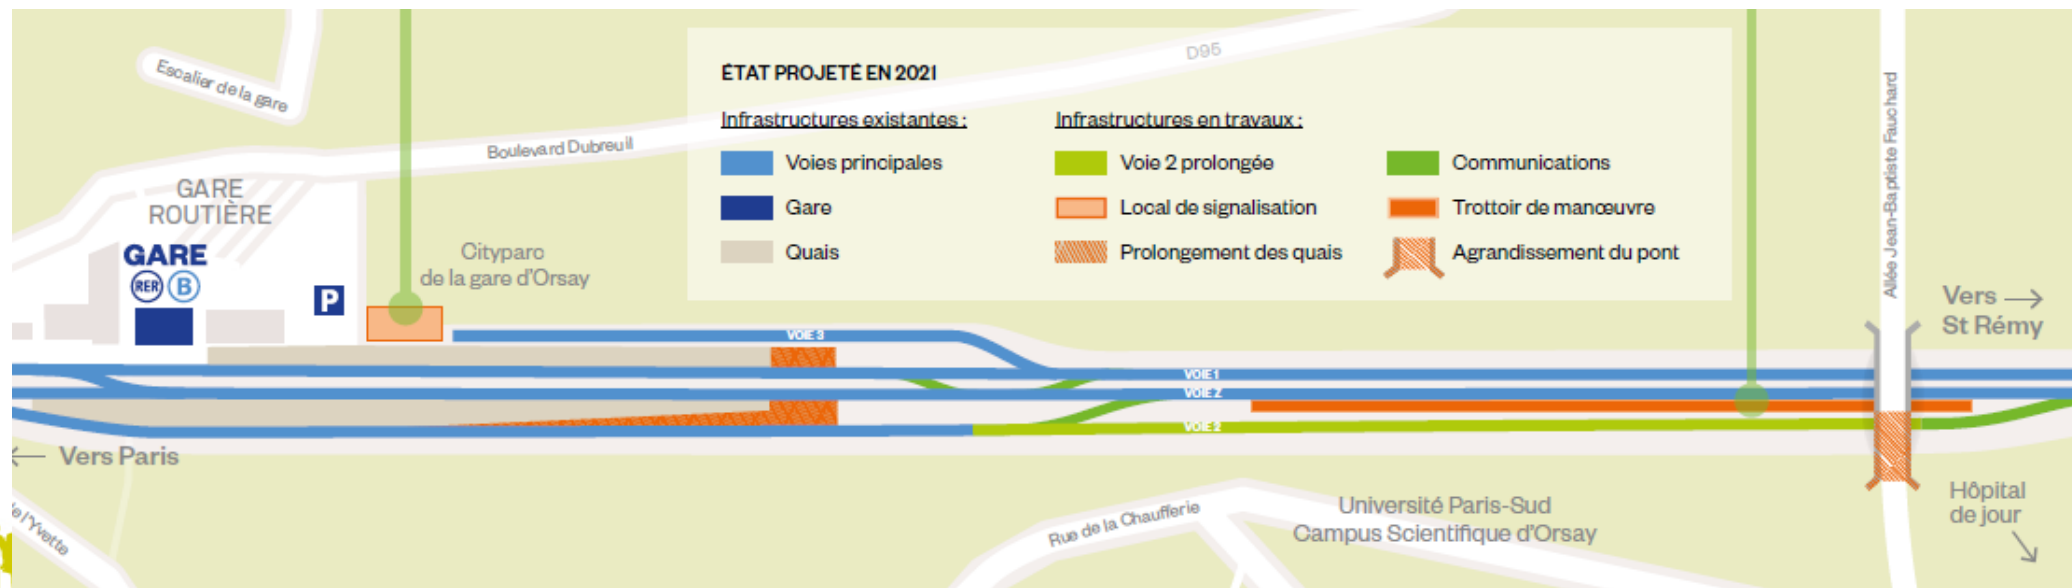 D95
Escalier de la gare
Boulevard Dubreuil
ÉTAT PROJETÉ EN 2021
Infrastructures existantes :
Voies principales
Gare
Quais
Infrastructures en travaux :
Voie 2 prolongée
Local de signalisation
Prolongement des quais
Communications
Trottoir de manœuvre
Agrandissement du pont
Allée Jean-Baptiste Fauchard
GARE
ROUTIÈRE
GARE
RER B
P
Cityparc
de la gare d'Orsay
Vers →
St Rémy
VOIE 3
VOIE 1
VOIE Z
VOIE 2
← Vers Paris
de l'Yvette
Rue de la Chaufferie
Université Paris-Sud
Campus Scientifique d'Orsay
Hôpital
de jour